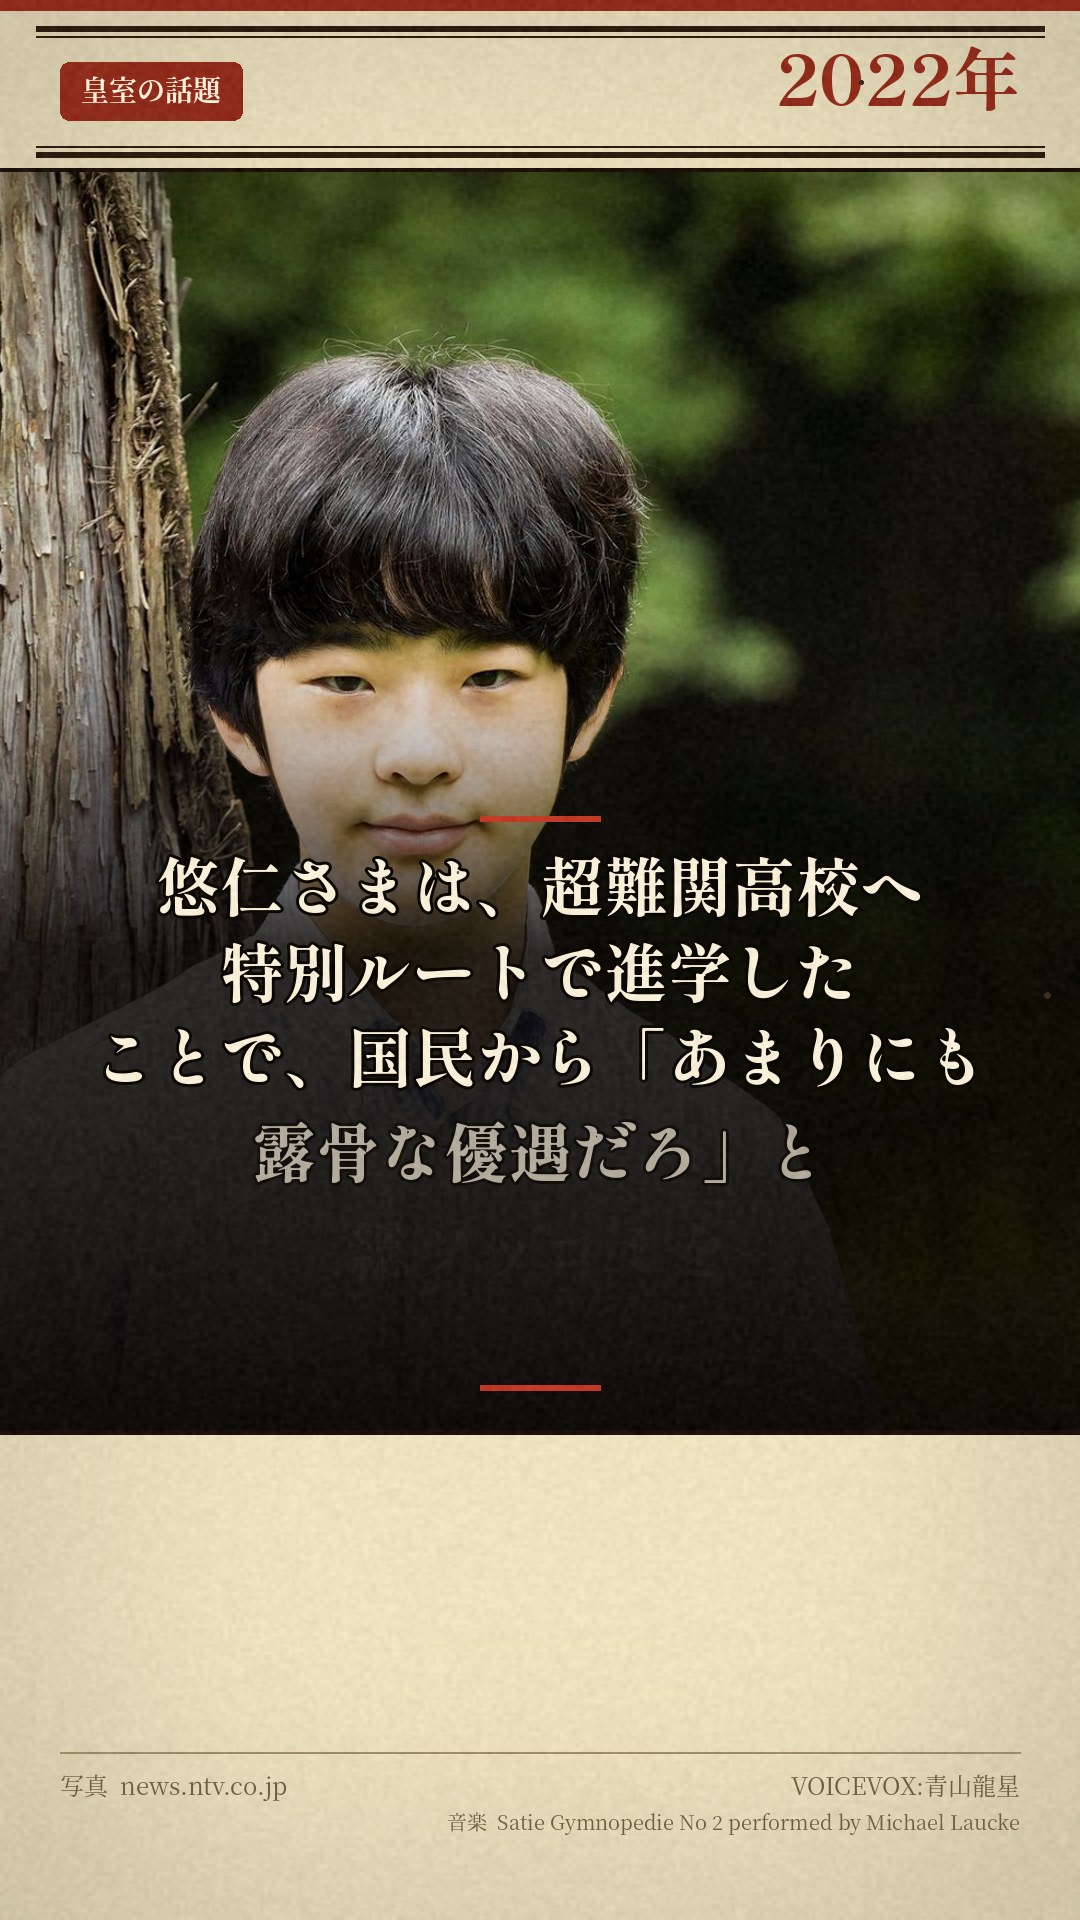 皇室の話題
2022年
悠仁さまは、超難関高校へ
特別ルートで進学した
ことで、国民から「あまりにも
露骨な優遇だろ」と
写真 news.ntv.co.jp
VOICEVOX:青山龍星
音楽 Satie Gymnopedie No 2 performed by Michael Laucke